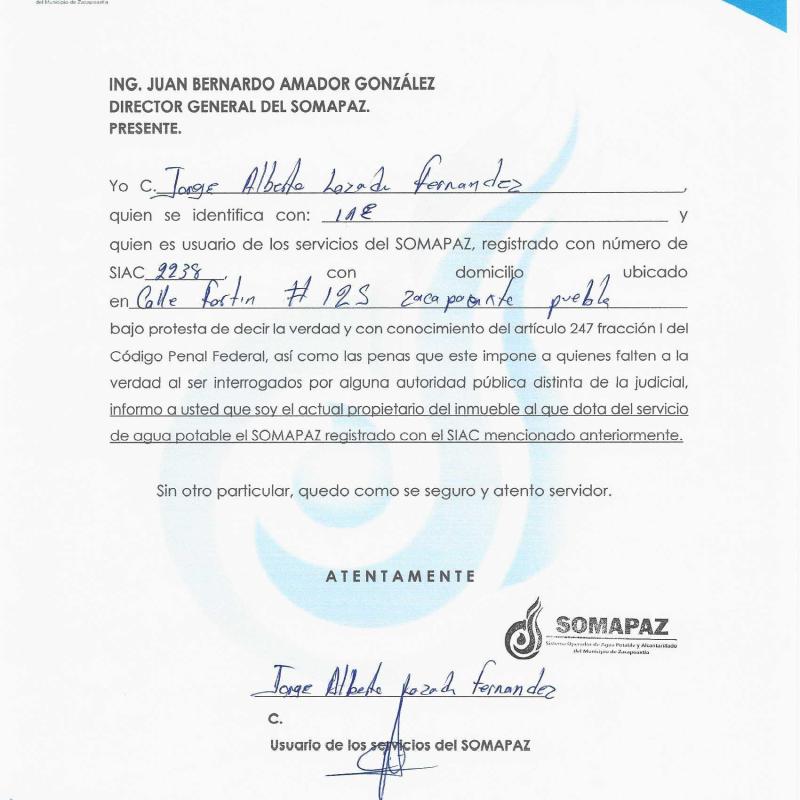 del Municipio de Zacapoaxtla
ING. JUAN BERNARDO AMADOR GONZÁLEZ
DIRECTOR GENERAL DEL SOMAPAZ.
PRESENTE.
Yo C. Jorge Alberto Lozada Fernandez,
quien se identifica con: INE y
quien es usuario de los servicios del SOMAPAZ, registrado con número de
SIAC 2238, con domicilio ubicado
en Calle Fortin # 125 zacapoaxtla puebla
bajo protesta de decir la verdad y con conocimiento del artículo 247 fracción I del
Código Penal Federal, así como las penas que este impone a quienes falten a la
verdad al ser interrogados por alguna autoridad pública distinta de la judicial,
informo a usted que soy el actual propietario del inmueble al que dota del servicio
de agua potable el SOMAPAZ registrado con el SIAC mencionado anteriormente.
Sin otro particular, quedo como se seguro y atento servidor.
ATENTAMENTE
SOMAPAZ
Sistema Operador de Agua Potable y Alcantarillado
del Municipio de Zacapoaxtla
Jorge Alberto Lozada Fernandez
C.
Usuario de los servicios del SOMAPAZ